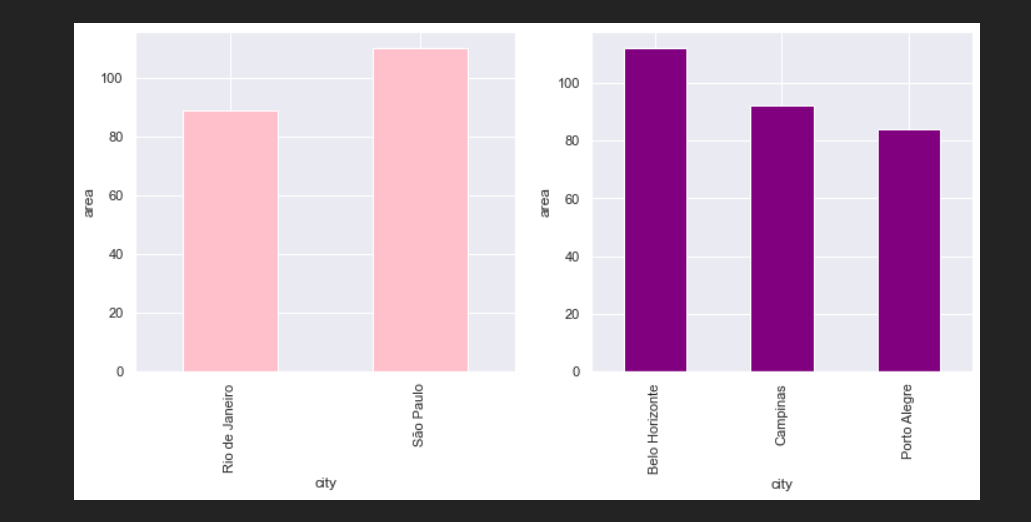 100
80
60
40
20
0
area
Rio de Janeiro
São Paulo
city
100
80
60
40
20
0
area
Belo Horizonte
Campinas
Porto Alegre
city